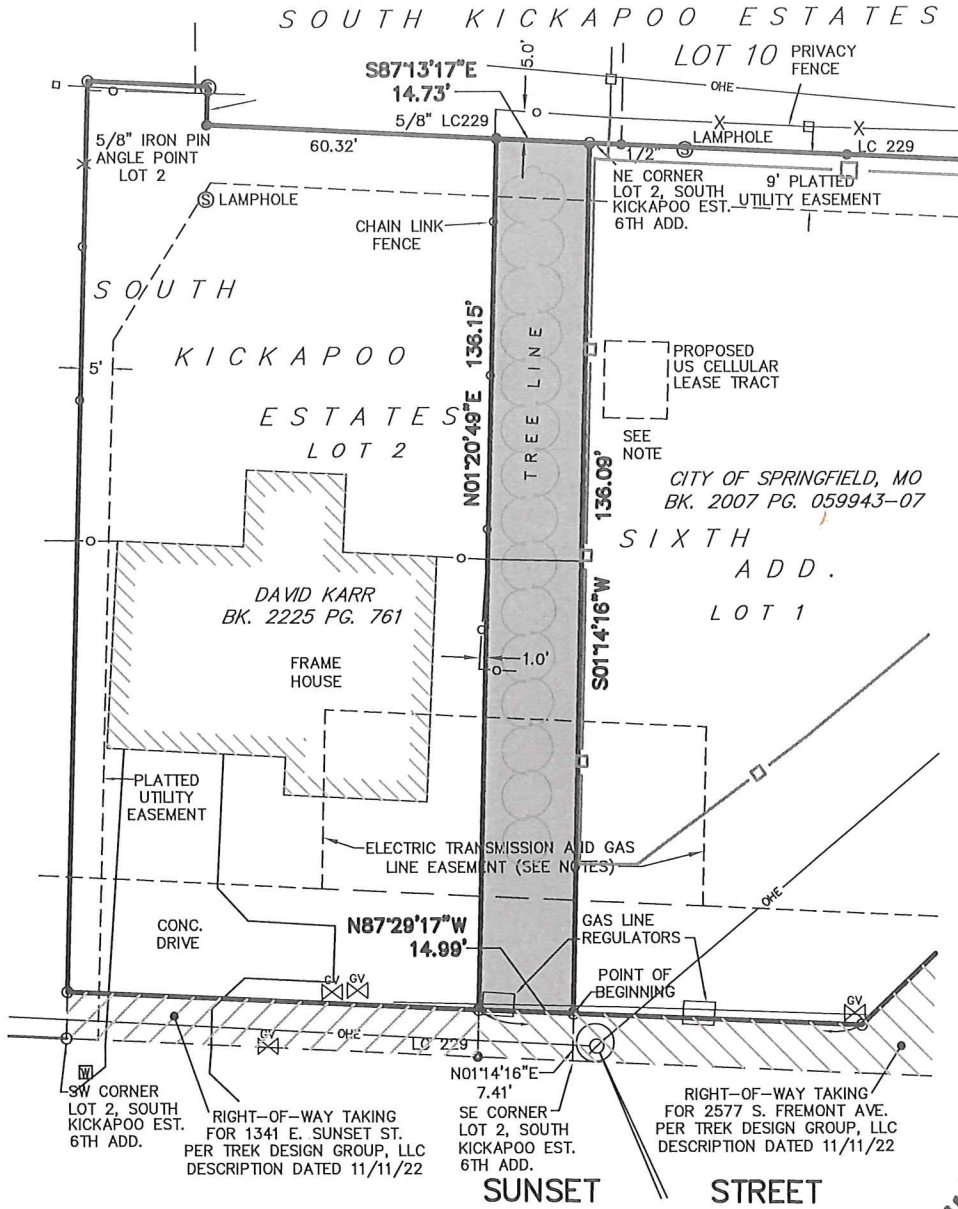 SOUTH KICKAPOO ESTATES
LOT 10
PRIVACY
FENCE
S87°13'17"E
14.73'
5.0'
OHE
5/8" LC229
60.32'
5/8" IRON PIN
ANGLE POINT
LOT 2
LAMPHOLE
LC 229
1/2"
NE CORNER
LOT 2, SOUTH
KICKAPOO EST.
6TH ADD.
9' PLATTED
UTILITY EASEMENT
S LAMPHOLE
S
CHAIN LINK
FENCE
SOUTH
KICKAPOO
ESTATES
LOT 2
5'
N01°20'49"E 136.15'
TREE LINE
136.09'
S01°14'16"W
PROPOSED
US CELLULAR
LEASE TRACT
SEE
NOTE
CITY OF SPRINGFIELD, MO
BK. 2007 PG. 059943-07
SIXTH
ADD.
LOT 1
DAVID KARR
BK. 2225 PG. 761
FRAME
HOUSE
1.0'
PLATTED
UTILITY
EASEMENT
ELECTRIC TRANSMISSION AND GAS
LINE EASEMENT (SEE NOTES)
CONC.
DRIVE
N87°29'17"W
14.99'
GAS LINE
REGULATORS
POINT OF
BEGINNING
OHE
GV
GV
GV
GV
OHE
LC 229
W
N01°14'16"E
7.41'
SW CORNER
LOT 2, SOUTH
KICKAPOO EST.
6TH ADD.
RIGHT-OF-WAY TAKING
FOR 1341 E. SUNSET ST.
PER TREK DESIGN GROUP, LLC
DESCRIPTION DATED 11/11/22
SE CORNER
LOT 2, SOUTH
KICKAPOO EST.
6TH ADD.
RIGHT-OF-WAY TAKING
FOR 2577 S. FREMONT AVE.
PER TREK DESIGN GROUP, LLC
DESCRIPTION DATED 11/11/22
SUNSET STREET